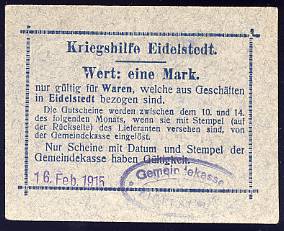 Kriegshilfe Eidelstedt.
Wert: eine Mark.
nur gültig für Waren, welche aus Geschäften
in Eidelstedt bezogen sind.
Die Gutscheine werden zwischen dem 10. und 14.
des folgenden Monats, wenn sie mit Stempel (auf
der Rückseite) des Lieferanten versehen sind, von
der Gemeindekasse eingelöst.
Nur Scheine mit Datum und Stempel der
Gemeindekasse haben Gültigkeit.
16. Feb. 1915
Gemeindekasse